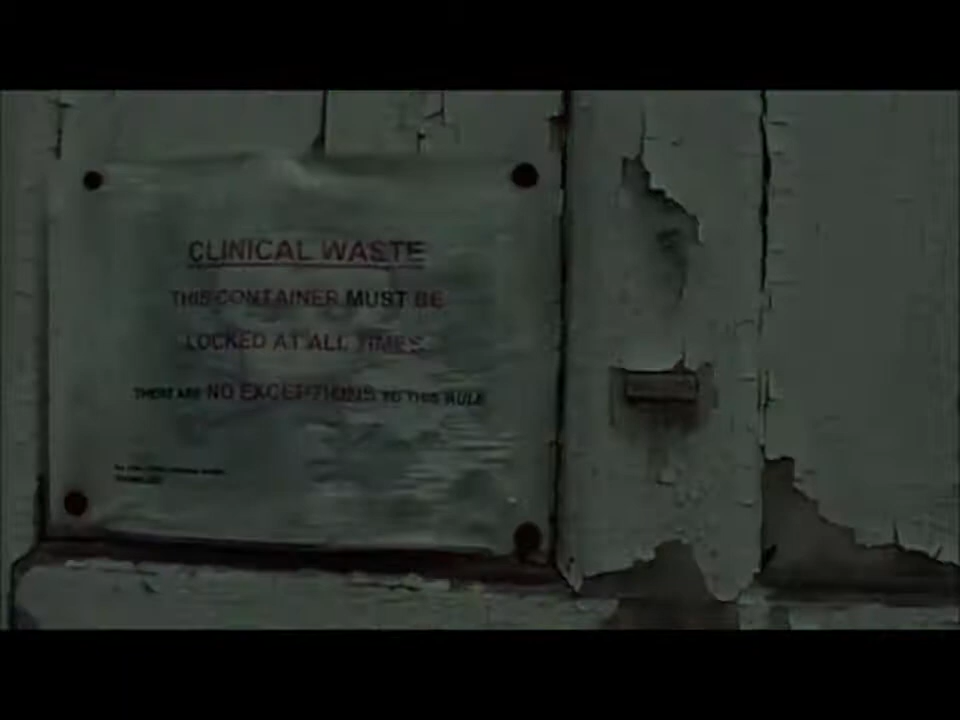 CLINICAL WASTE
THIS CONTAINER MUST BE
LOCKED AT ALL TIMES.
THERE ARE NO EXCEPTIONS TO THIS RULE